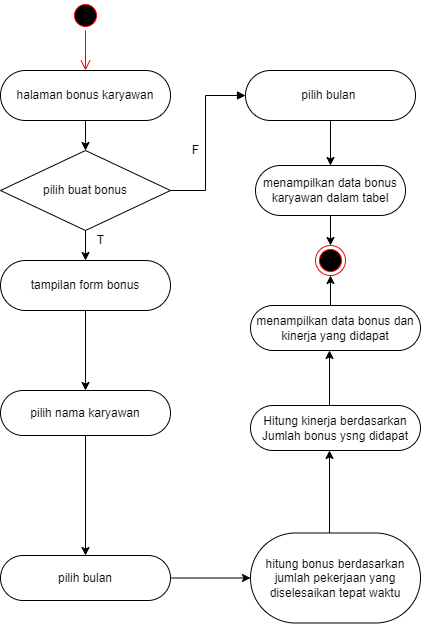 halaman bonus karyawan
pilih bulan
F
pilih buat bonus
menampilkan data bonus
karyawan dalam tabel
T
tampilan form bonus
menampilkan data bonus dan
kinerja yang didapat
pilih nama karyawan
Hitung kinerja berdasarkan
Jumlah bonus ysng didapat
pilih bulan
hitung bonus berdasarkan
jumlah pekerjaan yang
diselesaikan tepat waktu